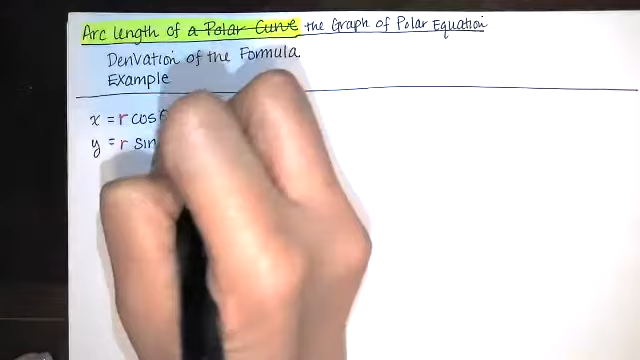 Arc length of a Polar Curve the Graph of Polar Equation
Derivation of the Formula
Example
x = r cos
y = r sin